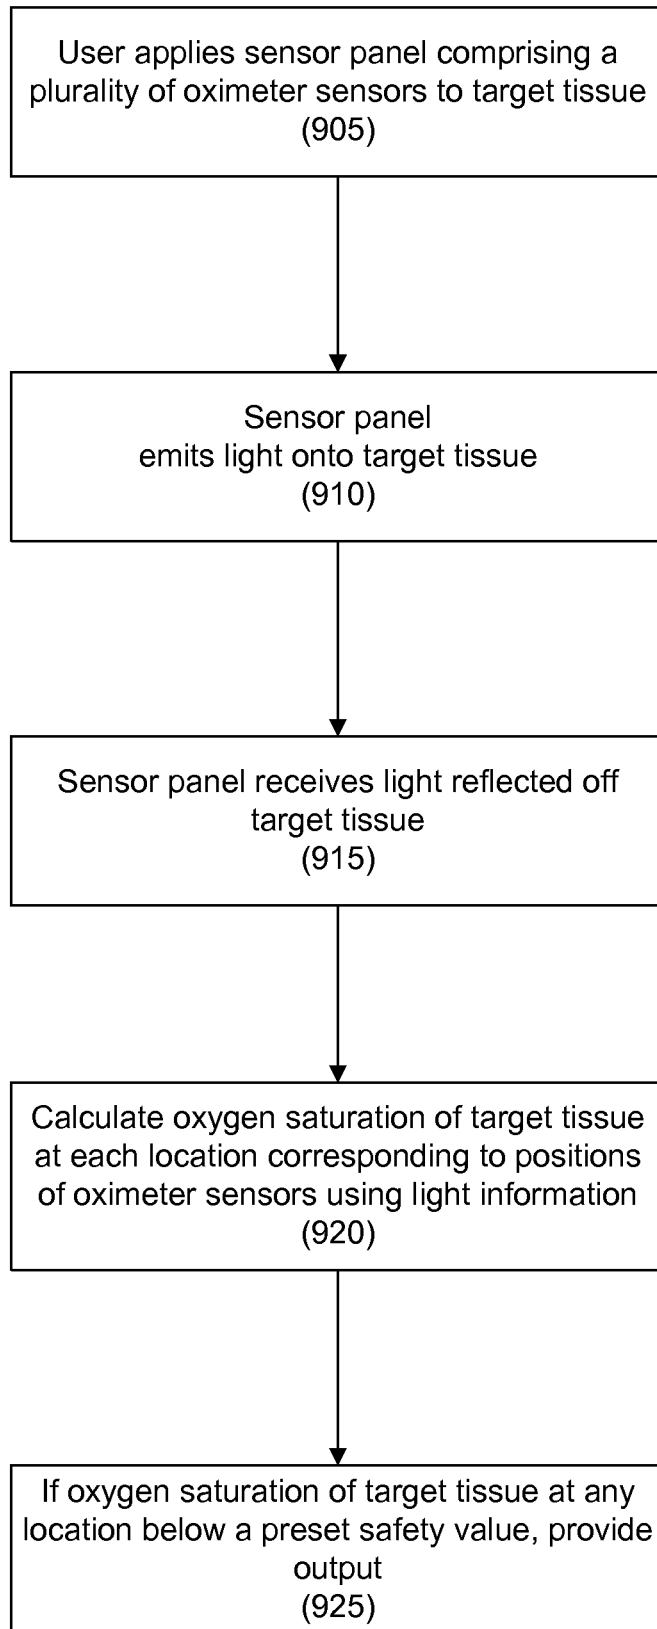 User applies sensor panel comprising a
plurality of oximeter sensors to target tissue
(905)
Sensor panel
emits light onto target tissue
(910)
Sensor panel receives light reflected off
target tissue
(915)
Calculate oxygen saturation of target tissue
at each location corresponding to positions
of oximeter sensors using light information
(920)
If oxygen saturation of target tissue at any
location below a preset safety value, provide
output
(925)